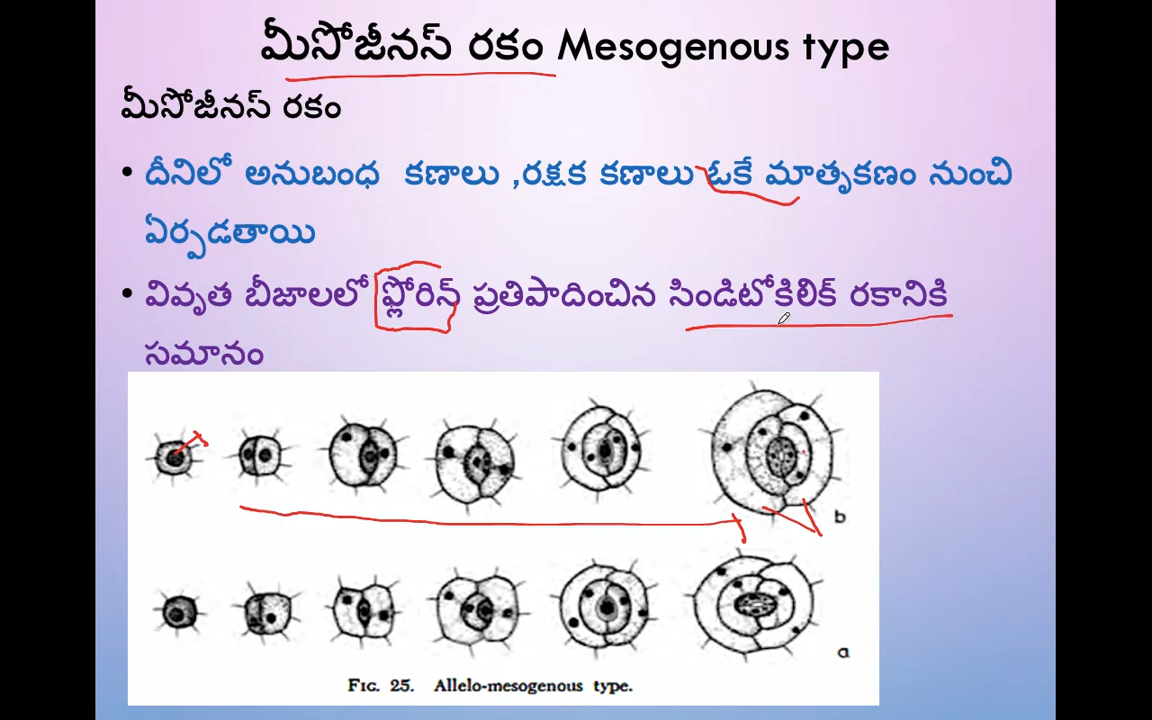 మీసోజీనస్ రకం Mesogenous type
మీసోజీనస్ రకం
• దీనిలో అనుబంధ కణాలు ,రక్షక కణాలు ఓకే మాతృకణం నుంచి
ఏర్పడతాయి
• వివృత బీజాలలో ఫ్లోరిన్ ప్రతిపాదించిన సిండిటోకిలిక్ రకానికి
సమానం
b
a
FIG. 25. Allelo-mesogenous type.